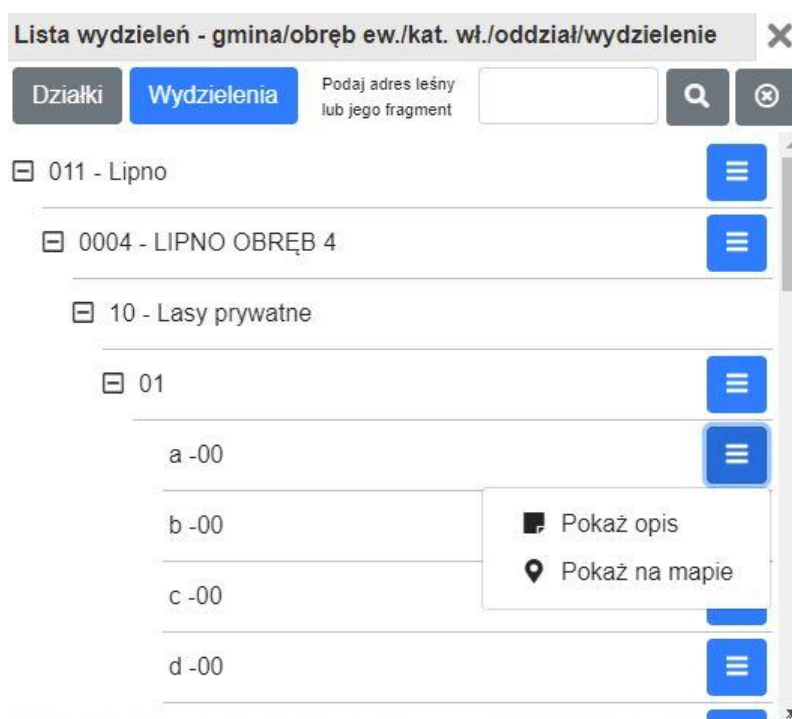 Lista wydzieleń - gmina/obręb ew./kat. wł./oddział/wydzielenie
Działki
Wydzielenia
Podaj adres leśny
lub jego fragment
011 - Lipno
0004 - LIPNO OBRĘB 4
10 - Lasy prywatne
01
a -00
b -00
Pokaż opis
Pokaż na mapie
c -00
d -00